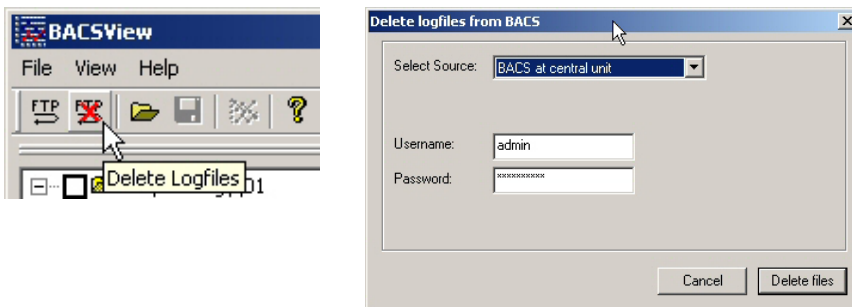 BACSView
File View Help
FTP FTP
Delete Logfiles 01
Delete logfiles from BACS
Select Source: BACS at central unit
Username: admin
Password: **********
Cancel Delete files